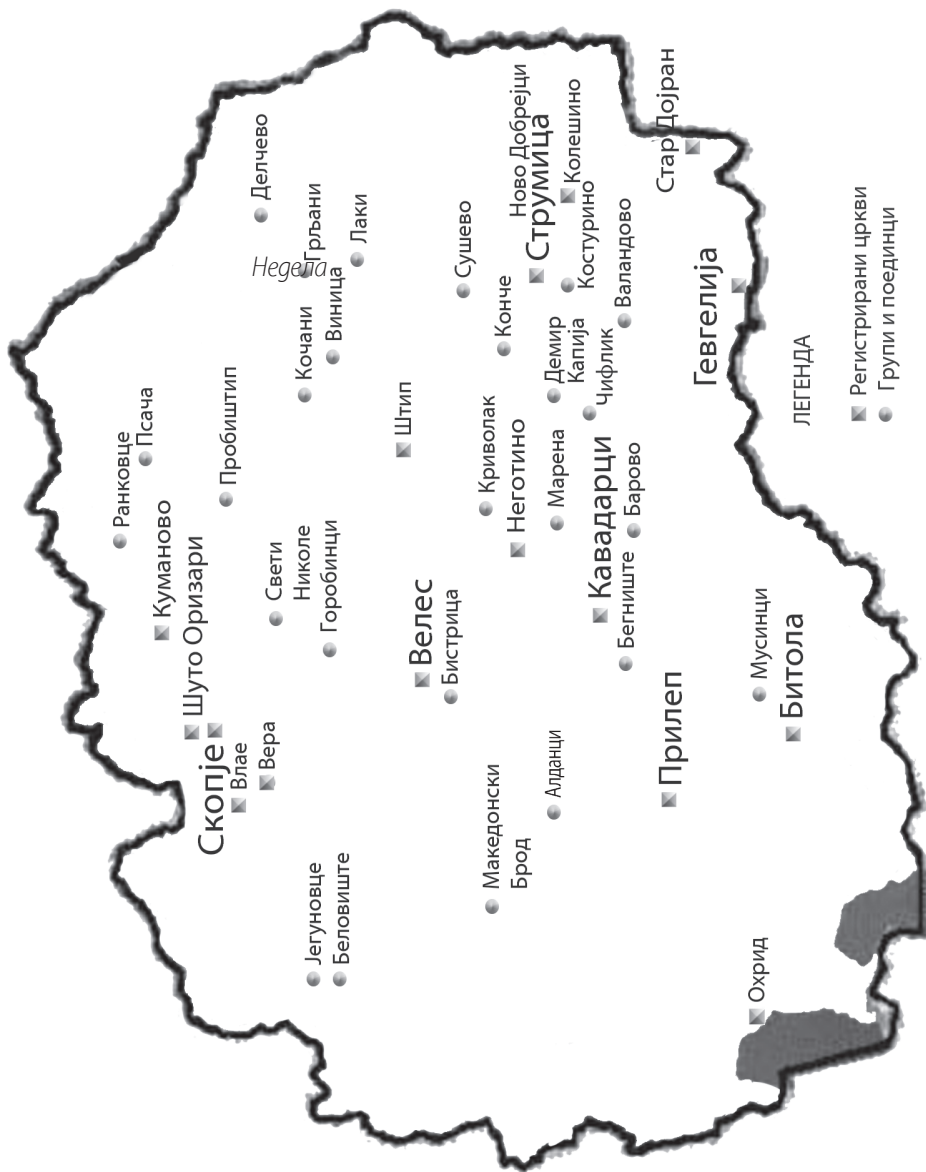 Ранковце
Псача
Куманово
Шуто Оризари
Скопје
Влае
Вера
Пробиштип
Делчево
Недела
Грљани
Лаки
Кочани
Виница
Свети
Николе
Горобинци
Јегуновце
Беловиште
Штип
Велес
Бистрица
Сушево
Конче
Криволак
Неготино
Ново Добрејци
Струмица
Колешино
Костурино
Валандово
Демир
Капија
Чифлик
Марена
Македонски
Брод
Алданци
Кавадарци
Бегниште
Барово
Стар Дојран
Гевгелија
Прилеп
Мусинци
Битола
Охрид
ЛЕГЕНДА
Регистрирани цркви
Групи и поединци